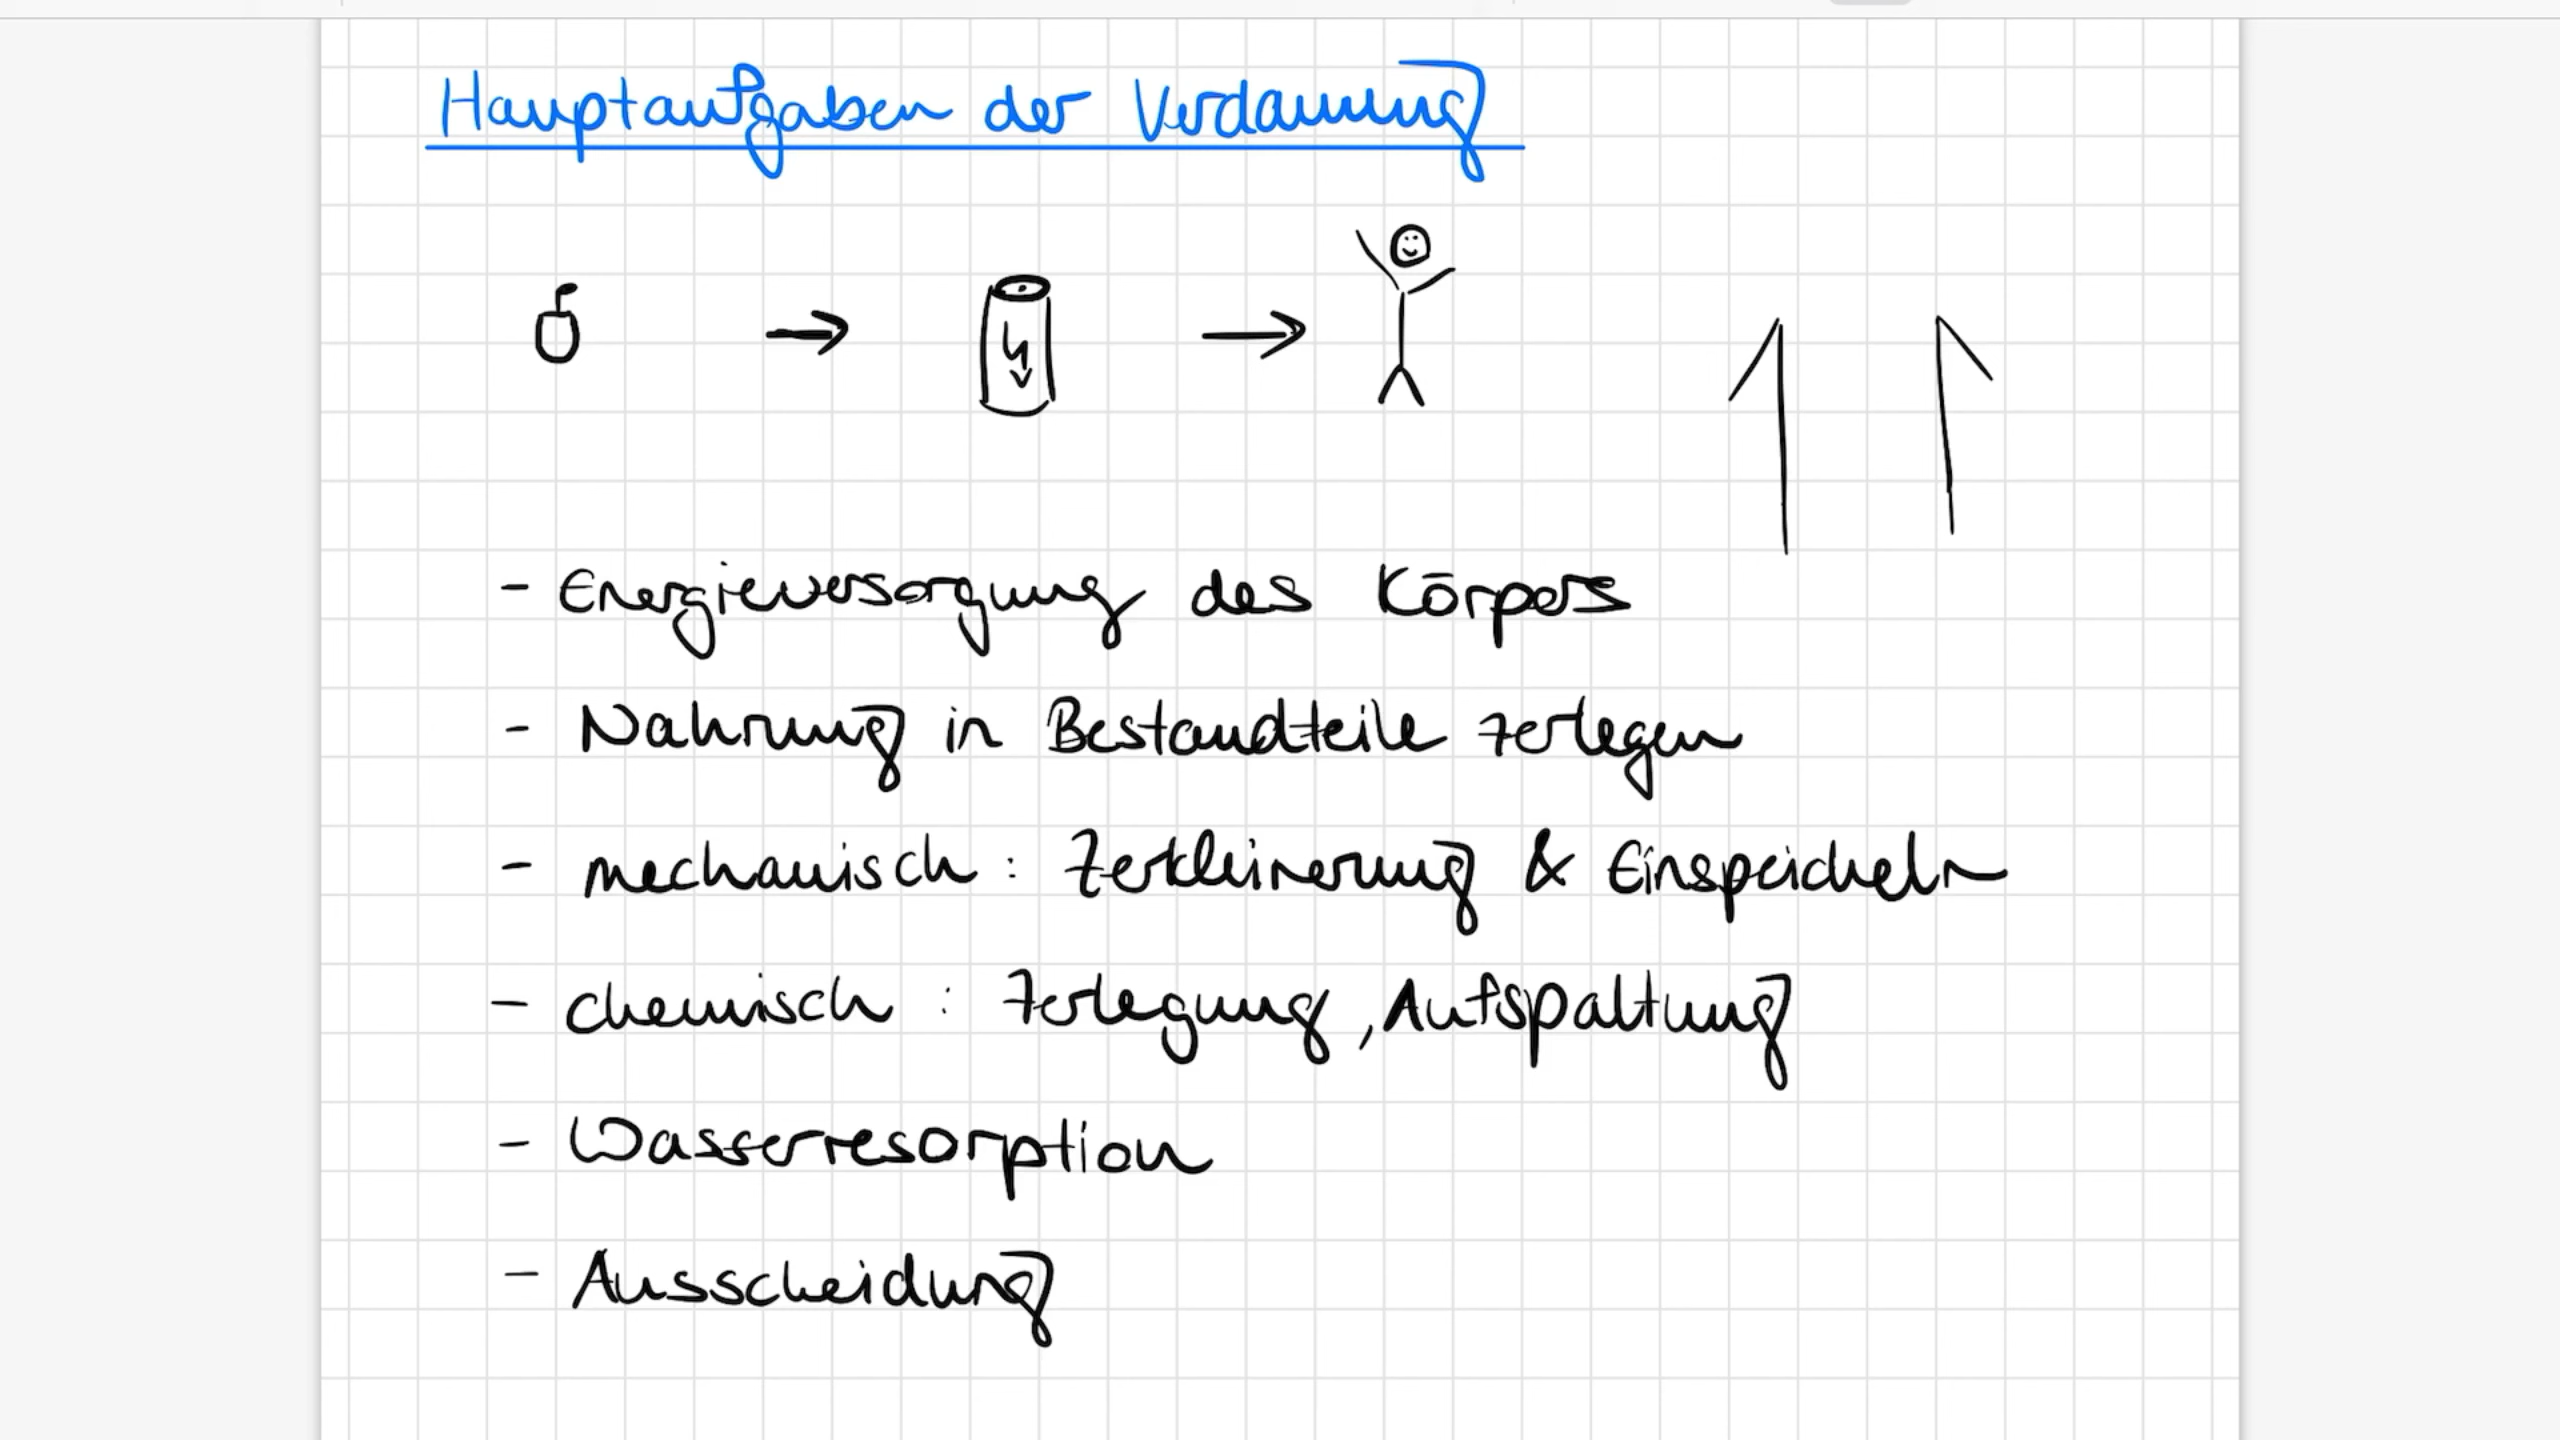 Hauptaufgaben der Verdauung
- Energieversorgung des Körpers
- Nahrung in Bestandteile zerlegen
- mechanisch : Zerkleinerung & Einspeicheln
- chemisch : Zerlegung , Aufspaltung
- Wasserresorption
- Ausscheidung